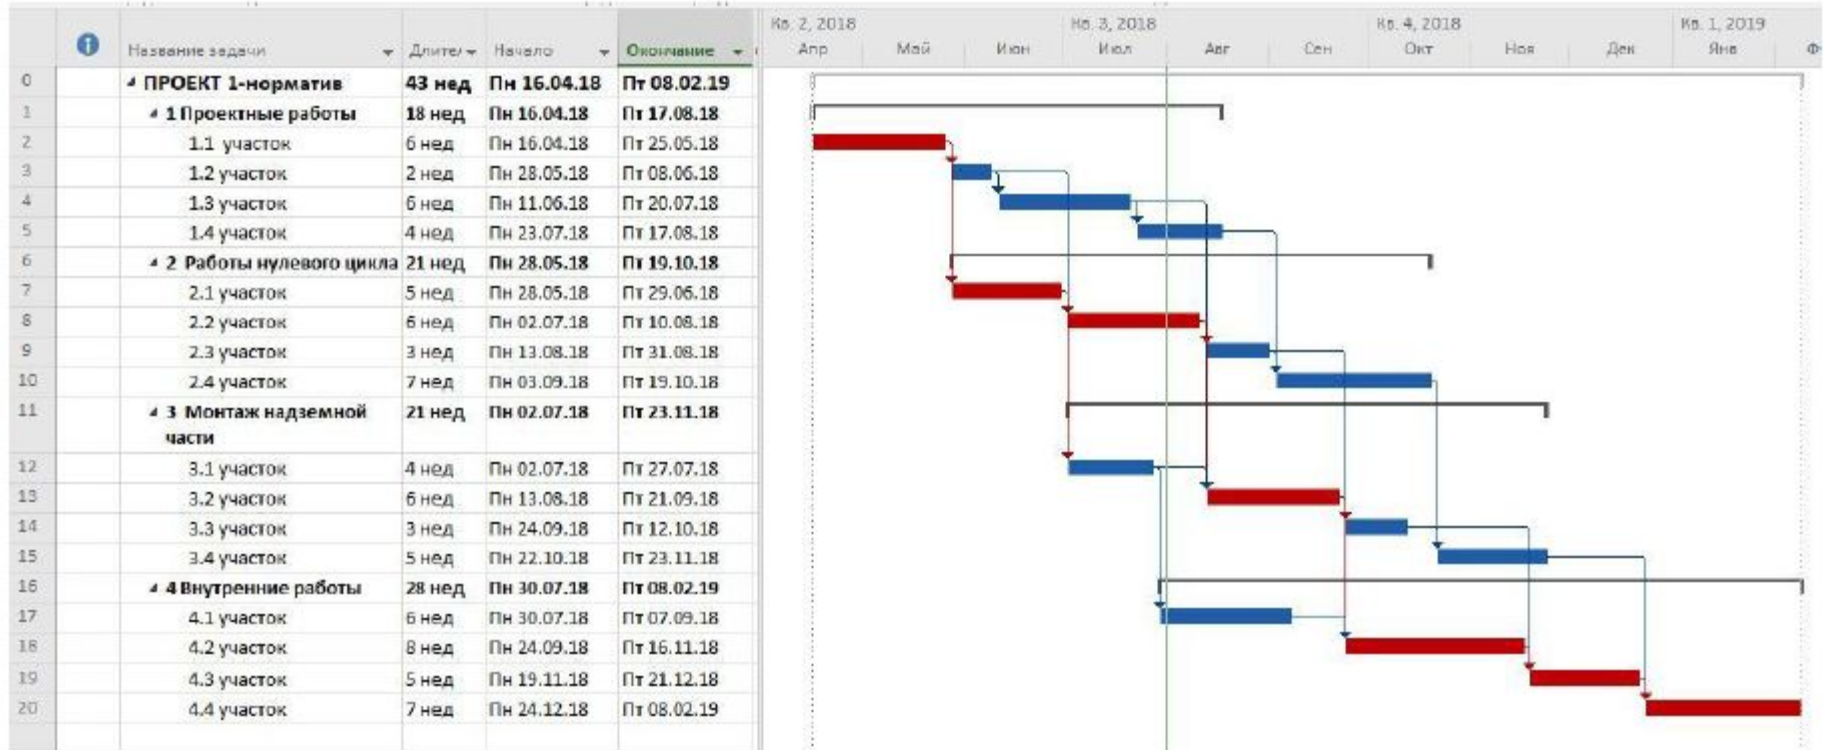 Кв. 2, 2018 Кв. 3, 2018 Кв. 4, 2018 Кв. 1, 2019
Название задачи Длител Начало Окончание Апр Май Июн Июл Авг Сен Окт Ноя Дек Янв Ф
0 ПРОЕКТ 1-норматив 43 нед Пн 16.04.18 Пт 08.02.19
1 1 Проектные работы 18 нед Пн 16.04.18 Пт 17.08.18
2 1.1 участок 6 нед Пн 16.04.18 Пт 25.05.18
3 1.2 участок 2 нед Пн 28.05.18 Пт 08.06.18
4 1.3 участок 6 нед Пн 11.06.18 Пт 20.07.18
5 1.4 участок 4 нед Пн 23.07.18 Пт 17.08.18
6 2 Работы нулевого цикла 21 нед Пн 28.05.18 Пт 19.10.18
7 2.1 участок 5 нед Пн 28.05.18 Пт 29.06.18
8 2.2 участок 6 нед Пн 02.07.18 Пт 10.08.18
9 2.3 участок 3 нед Пн 13.08.18 Пт 31.08.18
10 2.4 участок 7 нед Пн 03.09.18 Пт 19.10.18
11 3 Монтаж надземной 21 нед Пн 02.07.18 Пт 23.11.18
части
12 3.1 участок 4 нед Пн 02.07.18 Пт 27.07.18
13 3.2 участок 6 нед Пн 13.08.18 Пт 21.09.18
14 3.3 участок 3 нед Пн 24.09.18 Пт 12.10.18
15 3.4 участок 5 нед Пн 22.10.18 Пт 23.11.18
16 4 Внутренние работы 28 нед Пн 30.07.18 Пт 08.02.19
17 4.1 участок 6 нед Пн 30.07.18 Пт 07.09.18
18 4.2 участок 8 нед Пн 24.09.18 Пт 16.11.18
19 4.3 участок 5 нед Пн 19.11.18 Пт 21.12.18
20 4.4 участок 7 нед Пн 24.12.18 Пт 08.02.19